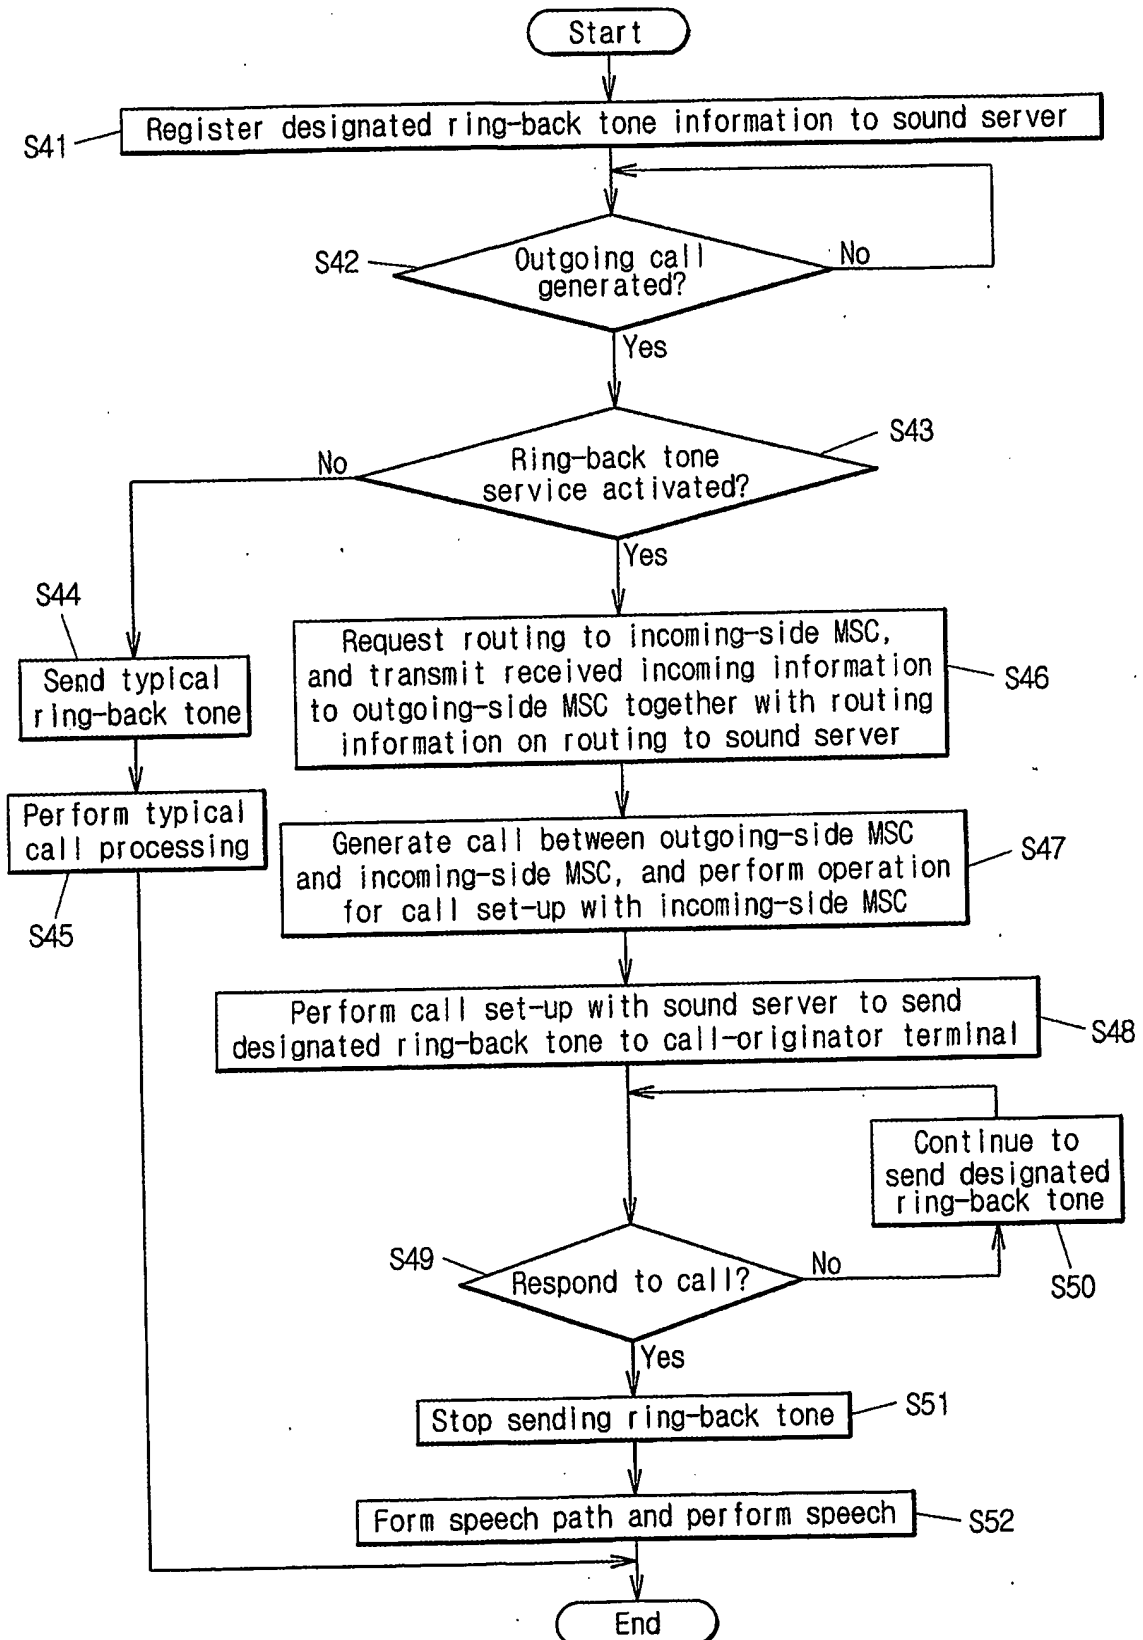 Start
S41
Register designated ring-back tone information to sound server
S42
Outgoing call
generated?
No
Yes
S43
Ring-back tone
service activated?
No
Yes
S44
Send typical
ring-back tone
S46
Request routing to incoming-side MSC,
and transmit received incoming information
to outgoing-side MSC together with routing
information on routing to sound server
Perform typical
call processing
S45
S47
Generate call between outgoing-side MSC
and incoming-side MSC, and perform operation
for call set-up with incoming-side MSC
Perform call set-up with sound server to send
designated ring-back tone to call-originator terminal
S48
Continue to
send designated
ring-back tone
S50
S49
Respond to call?
No
Yes
Stop sending ring-back tone
S51
Form speech path and perform speech
S52
End